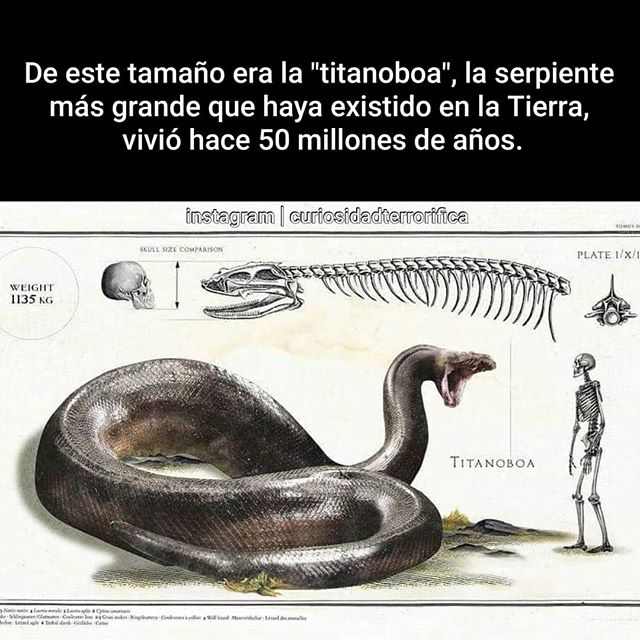 De este tamaño era la "titanoboa", la serpiente
más grande que haya existido en la Tierra,
vivió hace 50 millones de años.
instagram | curiosidadterrorifica
SKULL SIZE COMPARISON
PLATE I/X/I
WEIGHT
1135 KG
TITANOBOA